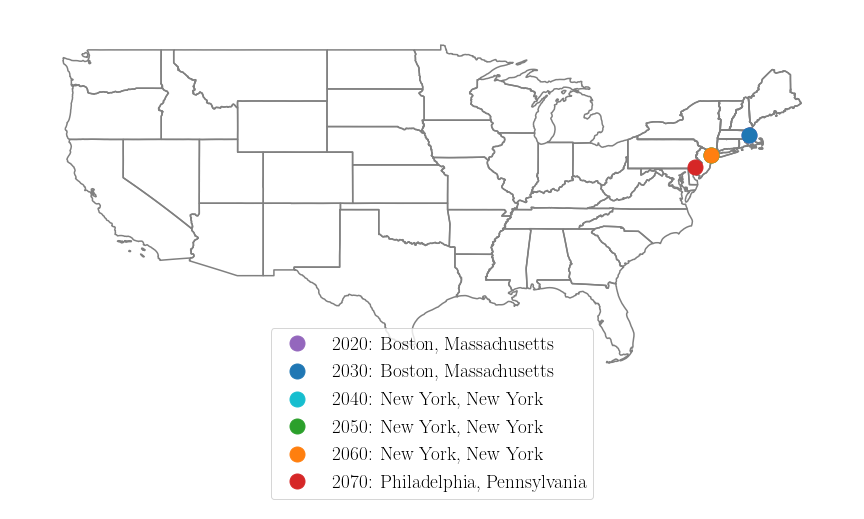 2020: Boston, Massachusetts
2030: Boston, Massachusetts
2040: New York, New York
2050: New York, New York
2060: New York, New York
2070: Philadelphia, Pennsylvania